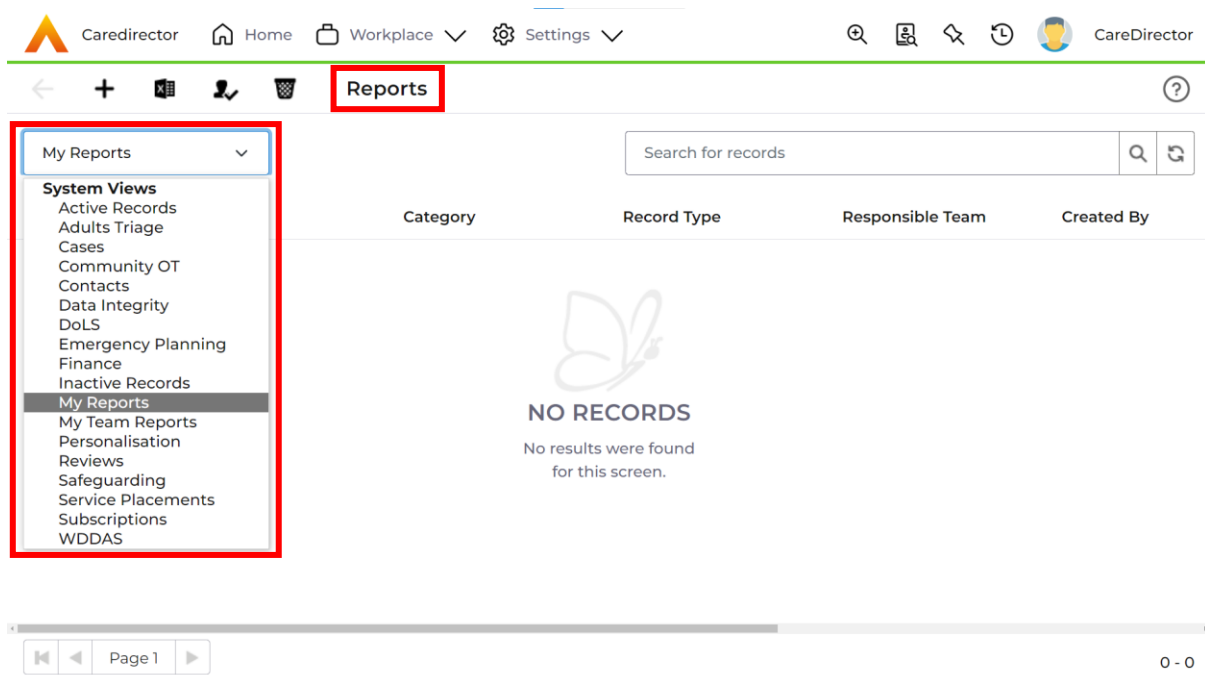 Caredirector Home Workplace Settings CareDirector
Reports
My Reports Search for records
System Views
Active Records
Adults Triage
Cases
Community OT
Contacts
Data Integrity
DoLS
Emergency Planning
Finance
Inactive Records
My Reports
My Team Reports
Personalisation
Reviews
Safeguarding
Service Placements
Subscriptions
WDDAS
Category Record Type Responsible Team Created By
NO RECORDS
No results were found
for this screen.
Page 1 0 - 0